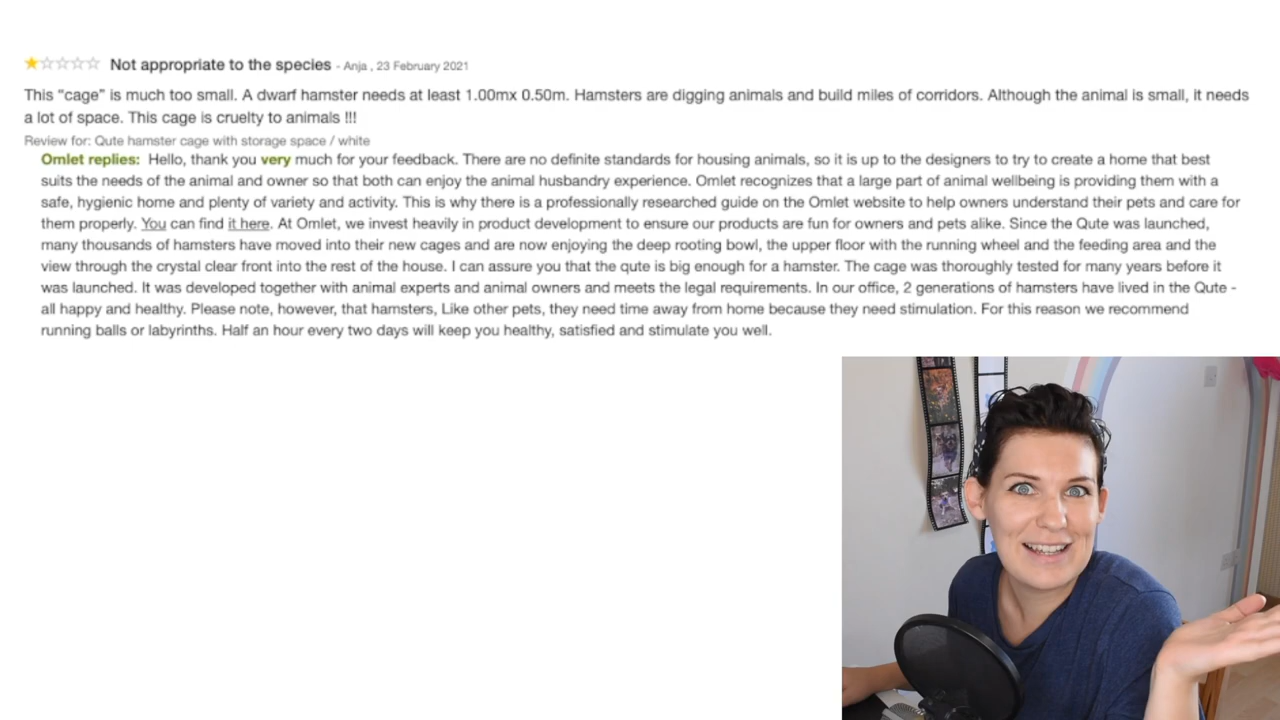 Not appropriate to the species - Anja , 23 February 2021
This “cage” is much too small. A dwarf hamster needs at least 1.00mx 0.50m. Hamsters are digging animals and build miles of corridors. Although the animal is small, it needs
a lot of space. This cage is cruelty to animals !!!
Review for: Qute hamster cage with storage space / white
Omlet replies: Hello, thank you very much for your feedback. There are no definite standards for housing animals, so it is up to the designers to try to create a home that best
suits the needs of the animal and owner so that both can enjoy the animal husbandry experience. Omlet recognizes that a large part of animal wellbeing is providing them with a
safe, hygienic home and plenty of variety and activity. This is why there is a professionally researched guide on the Omlet website to help owners understand their pets and care for
them properly. You can find it here. At Omlet, we invest heavily in product development to ensure our products are fun for owners and pets alike. Since the Qute was launched,
many thousands of hamsters have moved into their new cages and are now enjoying the deep rooting bowl, the upper floor with the running wheel and the feeding area and the
view through the crystal clear front into the rest of the house. I can assure you that the qute is big enough for a hamster. The cage was thoroughly tested for many years before it
was launched. It was developed together with animal experts and animal owners and meets the legal requirements. In our office, 2 generations of hamsters have lived in the Qute -
all happy and healthy. Please note, however, that hamsters, Like other pets, they need time away from home because they need stimulation. For this reason we recommend
running balls or labyrinths. Half an hour every two days will keep you healthy, satisfied and stimulate you well.